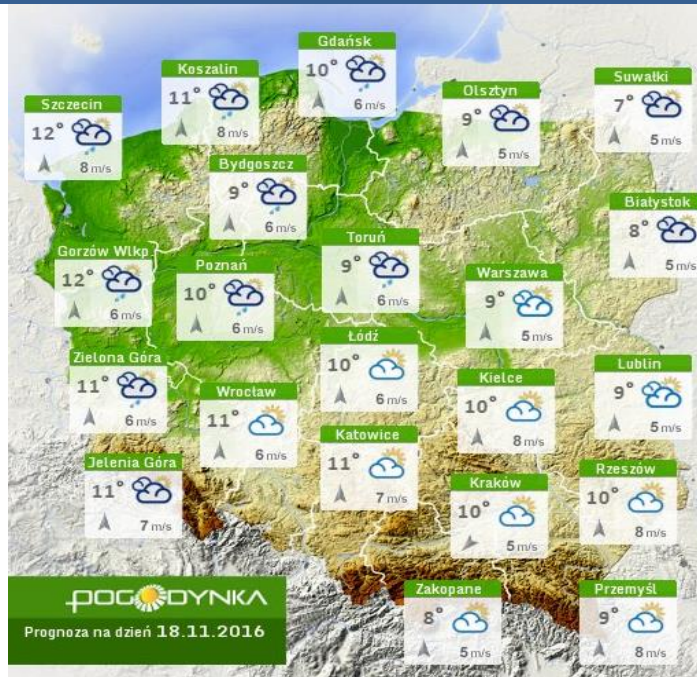 Gdańsk
10°
6 m/s
Koszalin
11°
8 m/s
Szczecin
12°
8 m/s
Olsztyn
9°
5 m/s
Suwałki
7°
5 m/s
Bydgoszcz
9°
6 m/s
Białystok
8°
5 m/s
Gorzów Wlkp.
12°
6 m/s
Poznań
10°
6 m/s
Toruń
9°
6 m/s
Warszawa
9°
5 m/s
Zielona Góra
11°
6 m/s
Wrocław
11°
6 m/s
Łódź
10°
6 m/s
Kielce
10°
8 m/s
Lublin
9°
5 m/s
Jelenia Góra
11°
7 m/s
Katowice
11°
7 m/s
Kraków
10°
5 m/s
Rzeszów
10°
8 m/s
Zakopane
8°
5 m/s
Przemyśl
9°
8 m/s
POGODYNKA
Prognoza na dzień 18.11.2016